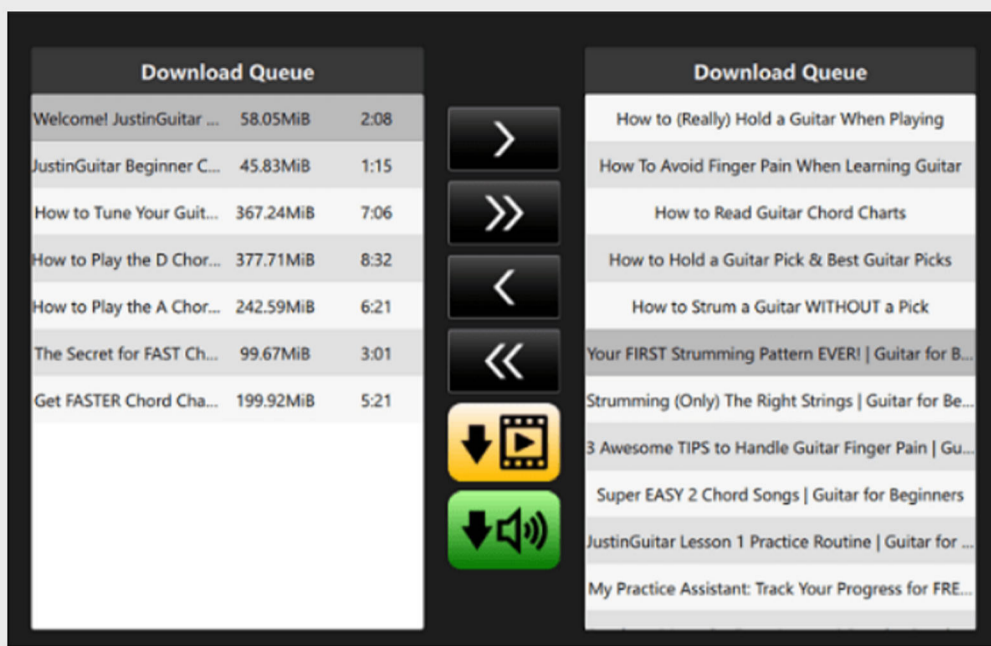 Download Queue
Welcome! JustinGuitar ... 58.05MiB 2:08
JustinGuitar Beginner C... 45.83MiB 1:15
How to Tune Your Guit... 367.24MiB 7:06
How to Play the D Chor... 377.71MiB 8:32
How to Play the A Chor... 242.59MiB 6:21
The Secret for FAST Ch... 99.67MiB 3:01
Get FASTER Chord Cha... 199.92MiB 5:21
Download Queue
How to (Really) Hold a Guitar When Playing
How To Avoid Finger Pain When Learning Guitar
How to Read Guitar Chord Charts
How to Hold a Guitar Pick & Best Guitar Picks
How to Strum a Guitar WITHOUT a Pick
Your FIRST Strumming Pattern EVER! | Guitar for B...
Strumming (Only) The Right Strings | Guitar for Be...
3 Awesome TIPS to Handle Guitar Finger Pain | Gu...
Super EASY 2 Chord Songs | Guitar for Beginners
JustinGuitar Lesson 1 Practice Routine | Guitar for ...
My Practice Assistant: Track Your Progress for FRE...